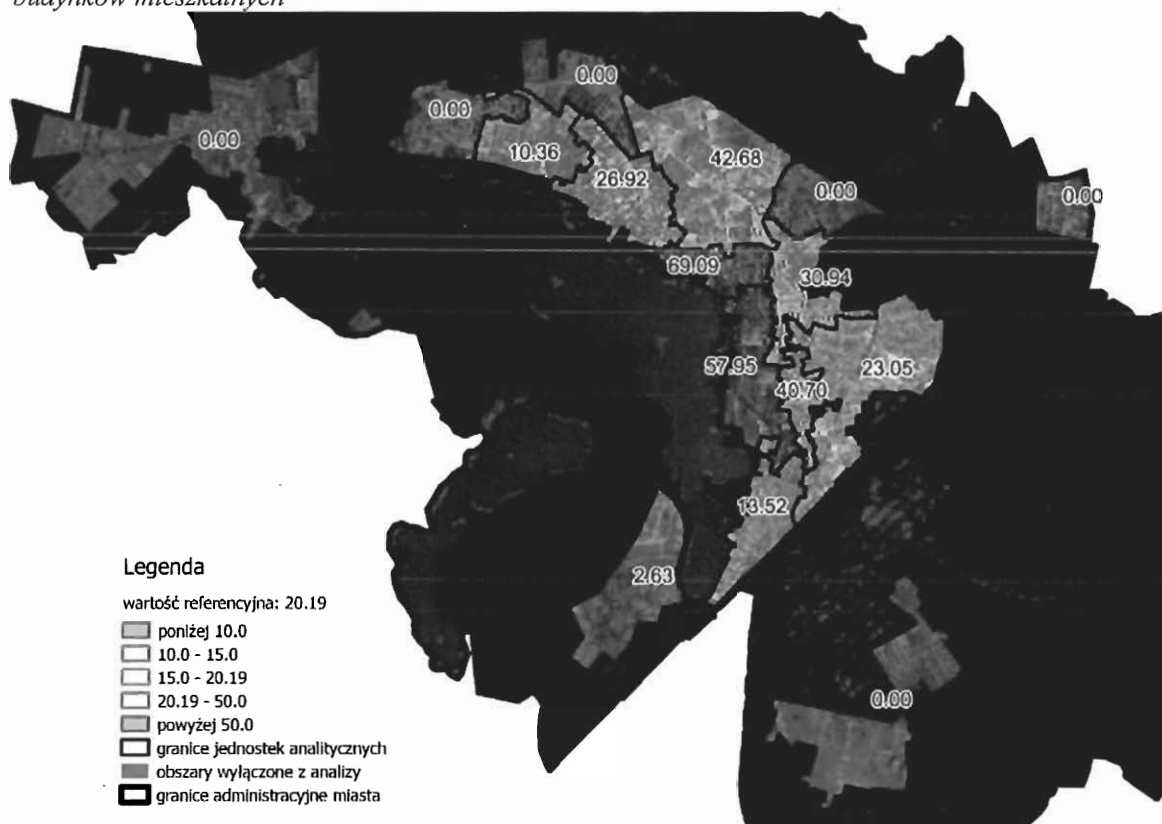 budynków mieszkalnych
0.00
0.00
0.00
10.36
42.68
26.92
0.00
0.00
69.09
30.94
57.95
23.05
40.70
13.52
2.63
0.00
Legenda
wartość referencyjna: 20.19
poniżej 10.0
10.0 - 15.0
15.0 - 20.19
20.19 - 50.0
powyżej 50.0
granice jednostek analitycznych
obszary wyłączone z analizy
granice administracyjne miasta